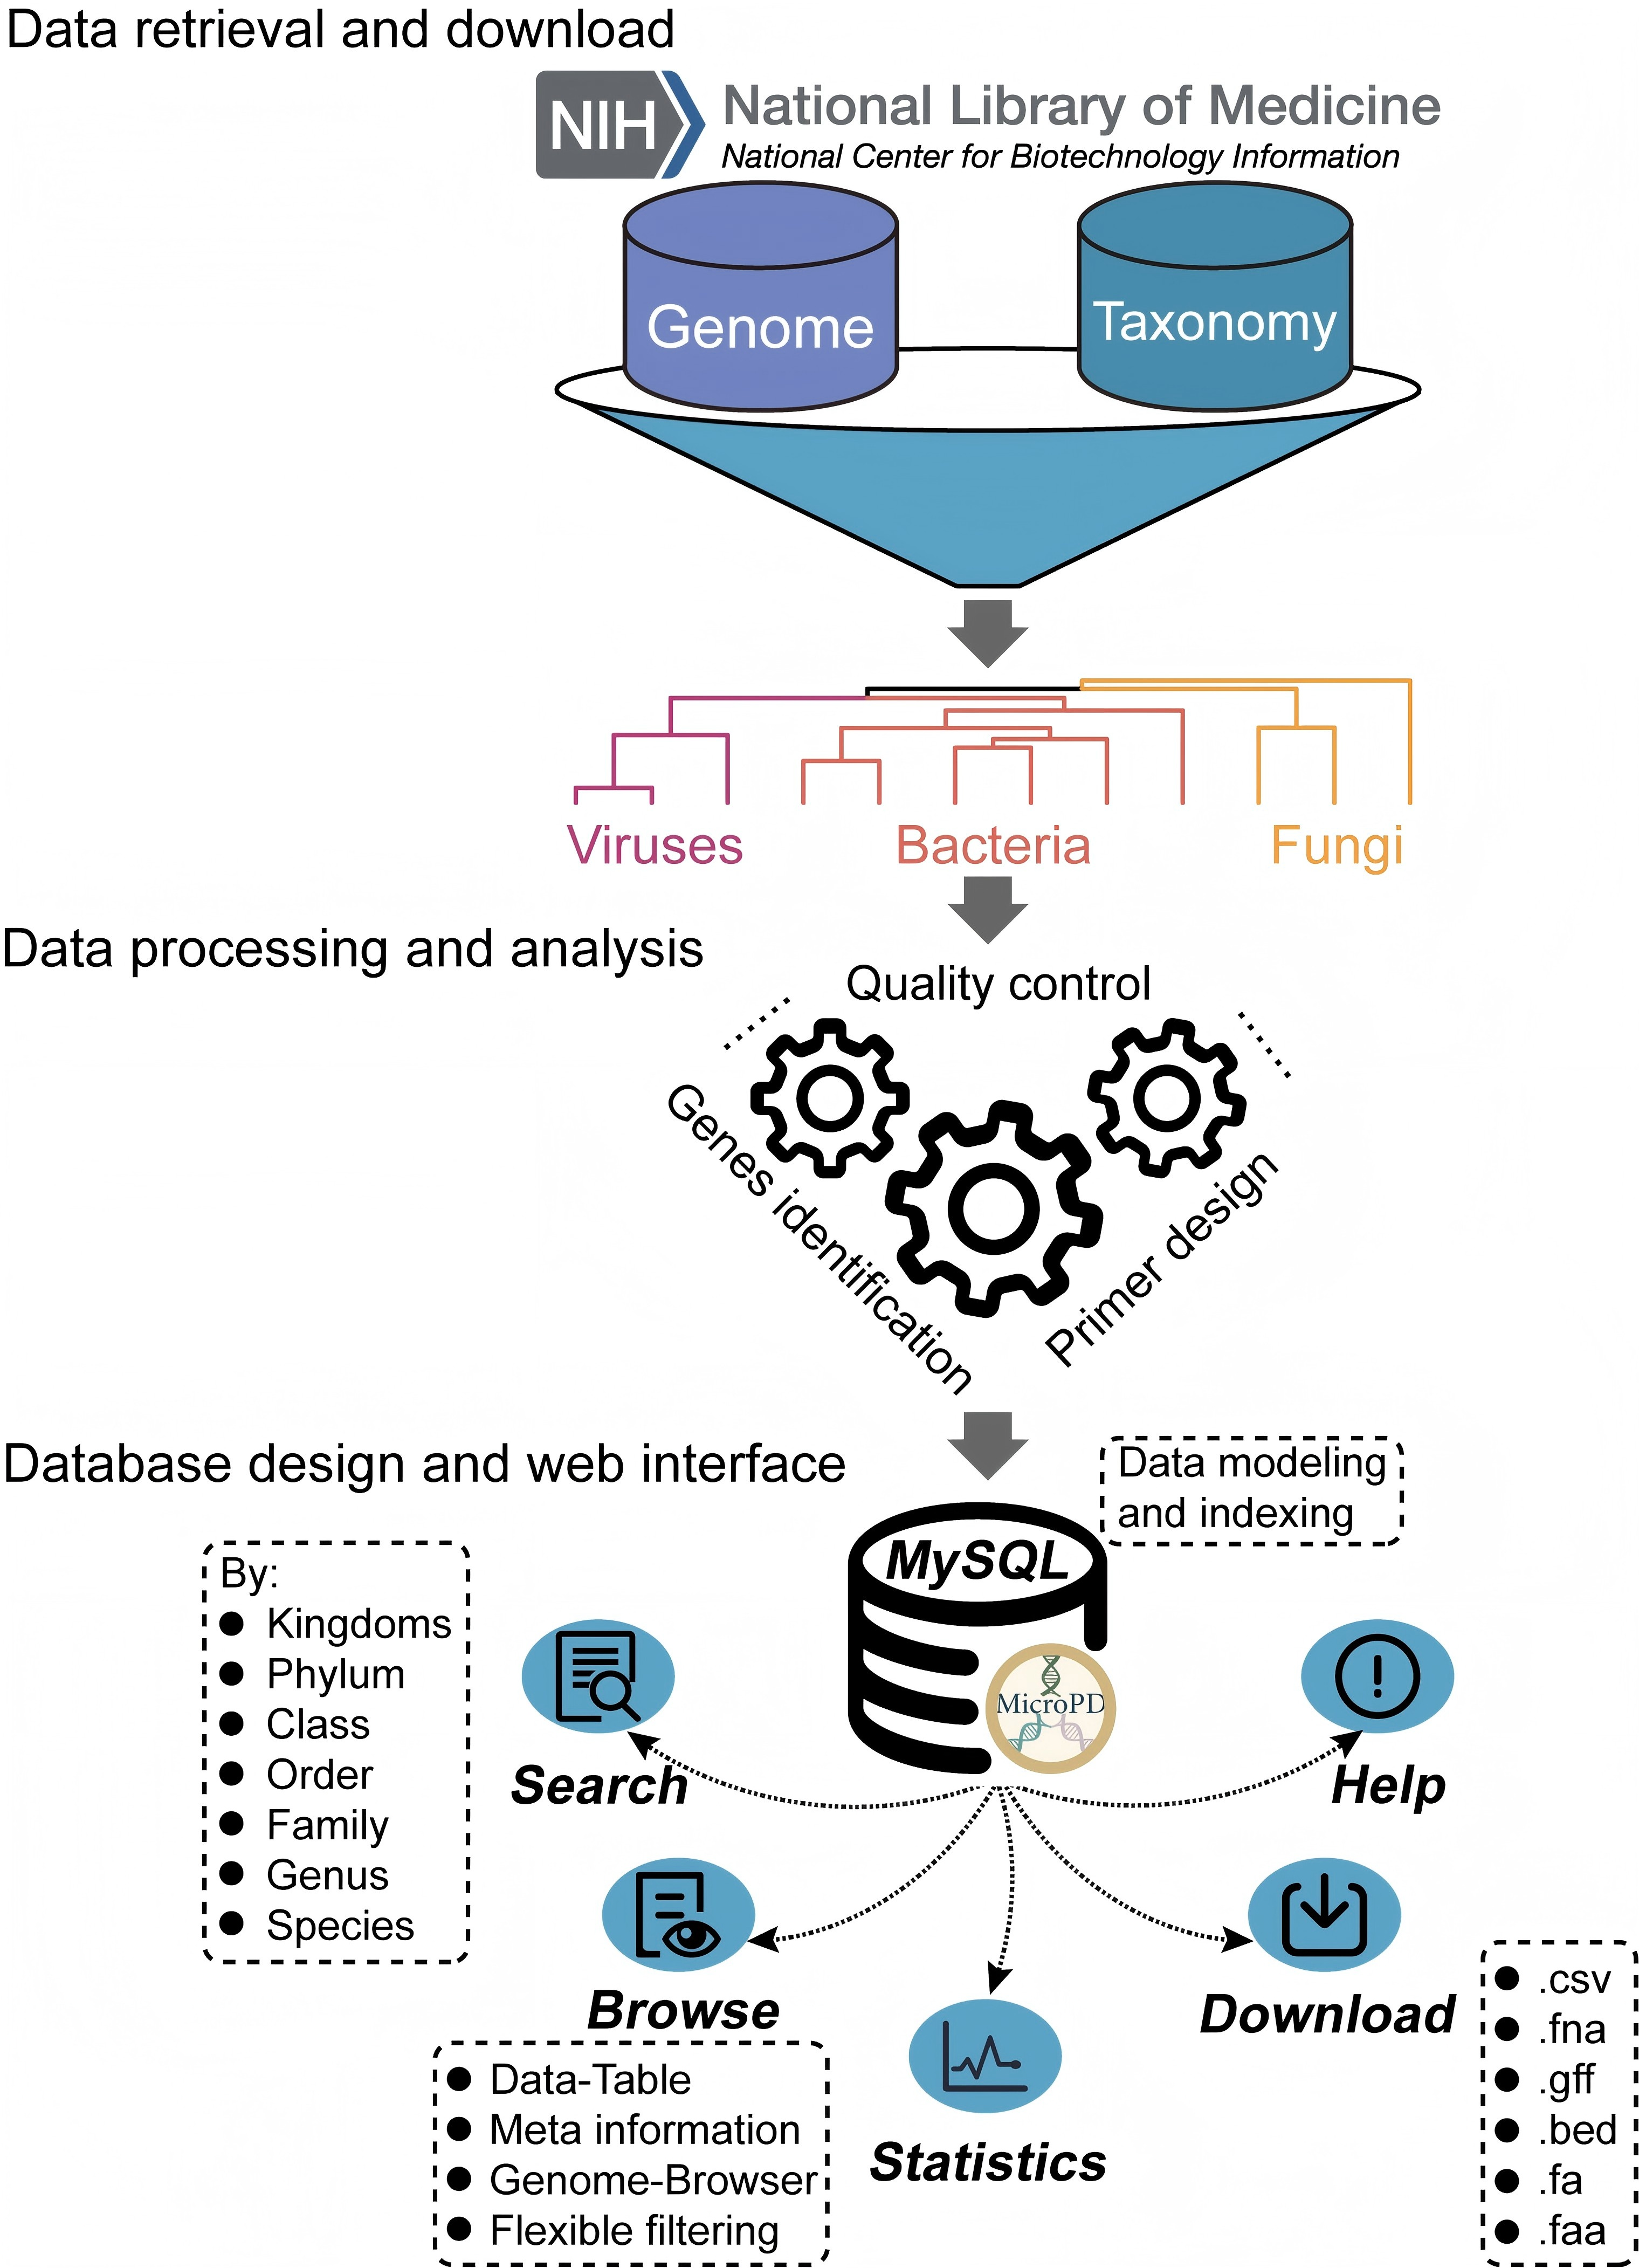 Data retrieval and download
NIH
National Library of Medicine
National Center for Biotechnology Information
Genome
Taxonomy
Viruses
Bacteria
Fungi
Data processing and analysis
Quality control
Genes identification
Primer design
Database design and web interface
Data modeling
and indexing
MySQL
MicroPD
By:
● Kingdoms
● Phylum
● Class
● Order
● Family
● Genus
● Species
Search
Help
Browse
● Data-Table
● Meta information
● Genome-Browser
● Flexible filtering
Statistics
Download
● .csv
● .fna
● .gff
● .bed
● .fa
● .faa